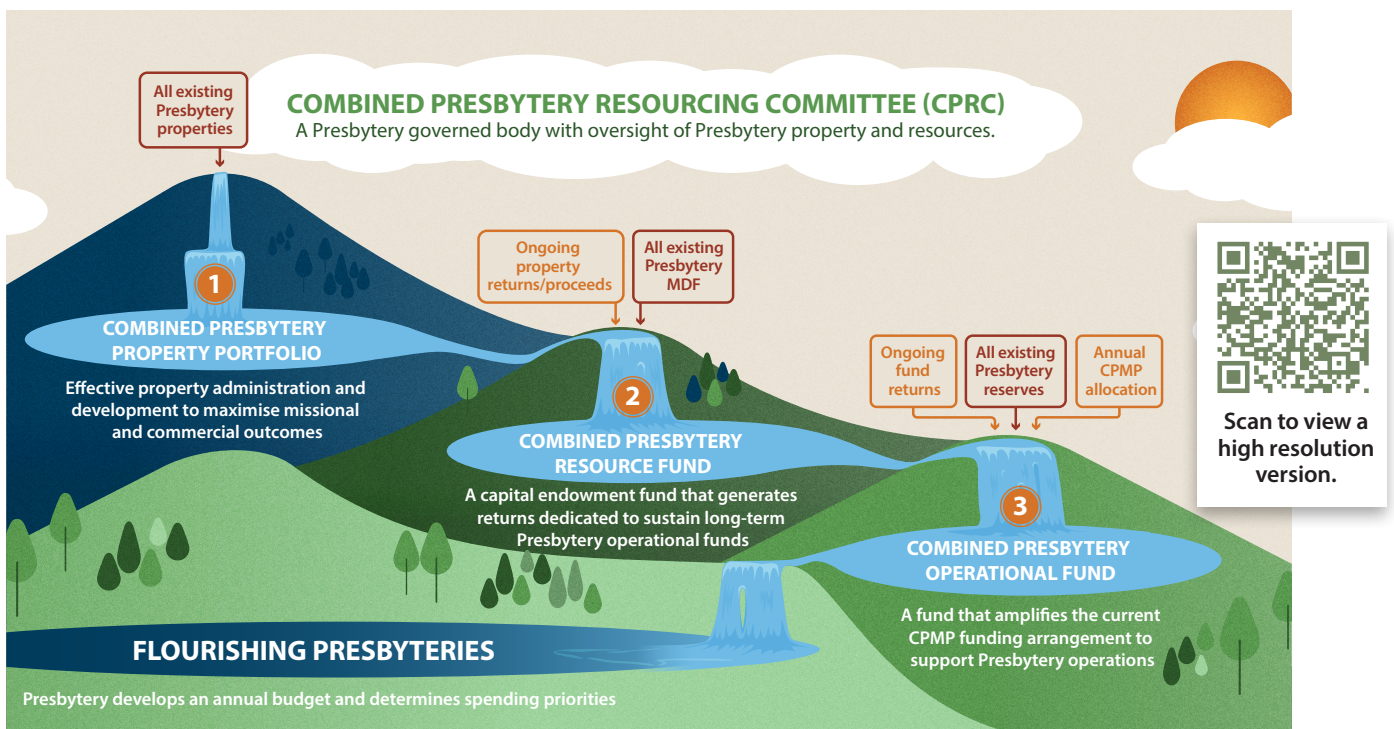 All existing
Presbytery
properties
COMBINED PRESBYTERY RESOURCING COMMITTEE (CPRC)
A Presbytery governed body with oversight of Presbytery property and resources.
1
COMBINED PRESBYTERY
PROPERTY PORTFOLIO
Effective property administration and
development to maximise missional
and commercial outcomes
Ongoing
property
returns/proceeds
All existing
Presbytery
MDF
2
COMBINED PRESBYTERY
RESOURCE FUND
A capital endowment fund that generates
returns dedicated to sustain long-term
Presbytery operational funds
Ongoing
fund
returns
All existing
Presbytery
reserves
Annual
CPMP
allocation
3
COMBINED PRESBYTERY
OPERATIONAL FUND
A fund that amplifies the current
CPMP funding arrangement to
support Presbytery operations
Scan to view a
high resolution
version.
FLOURISHING PRESBYTERIES
Presbytery develops an annual budget and determines spending priorities